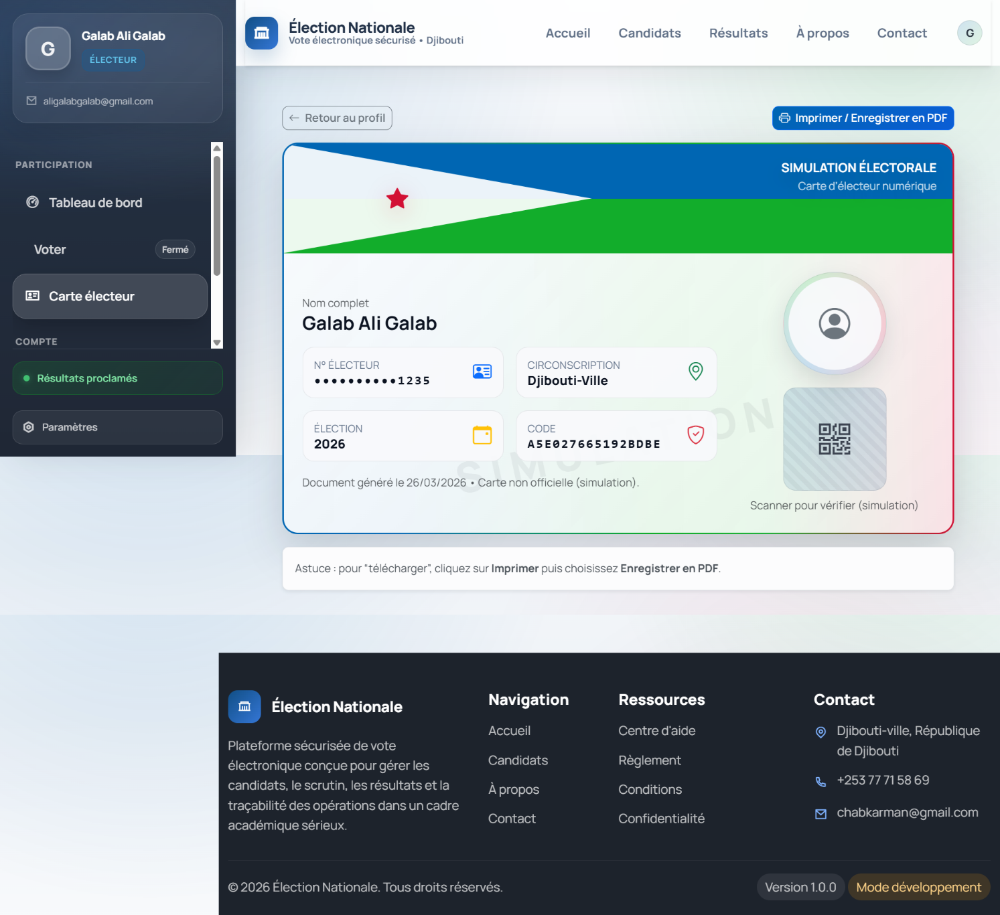 G
Galab Ali Galab
ÉLECTEUR
aligalabgalab@gmail.com
PARTICIPATION
Tableau de bord
Voter
Fermé
Carte électeur
COMPTE
Résultats proclamés
Paramètres
Élection Nationale
Vote électronique sécurisé • Djibouti
Accueil
Candidats
Résultats
À propos
Contact
G
← Retour au profil
Imprimer / Enregistrer en PDF
SIMULATION ÉLECTORALE
Carte d'électeur numérique
Nom complet
Galab Ali Galab
N° ÉLECTEUR
••••••••••1235
CIRCONSCRIPTION
Djibouti-Ville
ÉLECTION
2026
CODE
A5E027665192BDBE
SIMULATION
Document généré le 26/03/2026 • Carte non officielle (simulation).
Scanner pour vérifier (simulation)
Astuce : pour “télécharger”, cliquez sur Imprimer puis choisissez Enregistrer en PDF.
Élection Nationale
Plateforme sécurisée de vote
électronique conçue pour gérer les
candidats, le scrutin, les résultats et la
traçabilité des opérations dans un cadre
académique sérieux.
Navigation
Accueil
Candidats
À propos
Contact
Ressources
Centre d'aide
Règlement
Conditions
Confidentialité
Contact
Djibouti-ville, République
de Djibouti
+253 77 71 58 69
chabkarman@gmail.com
© 2026 Élection Nationale. Tous droits réservés.
Version 1.0.0
Mode développement